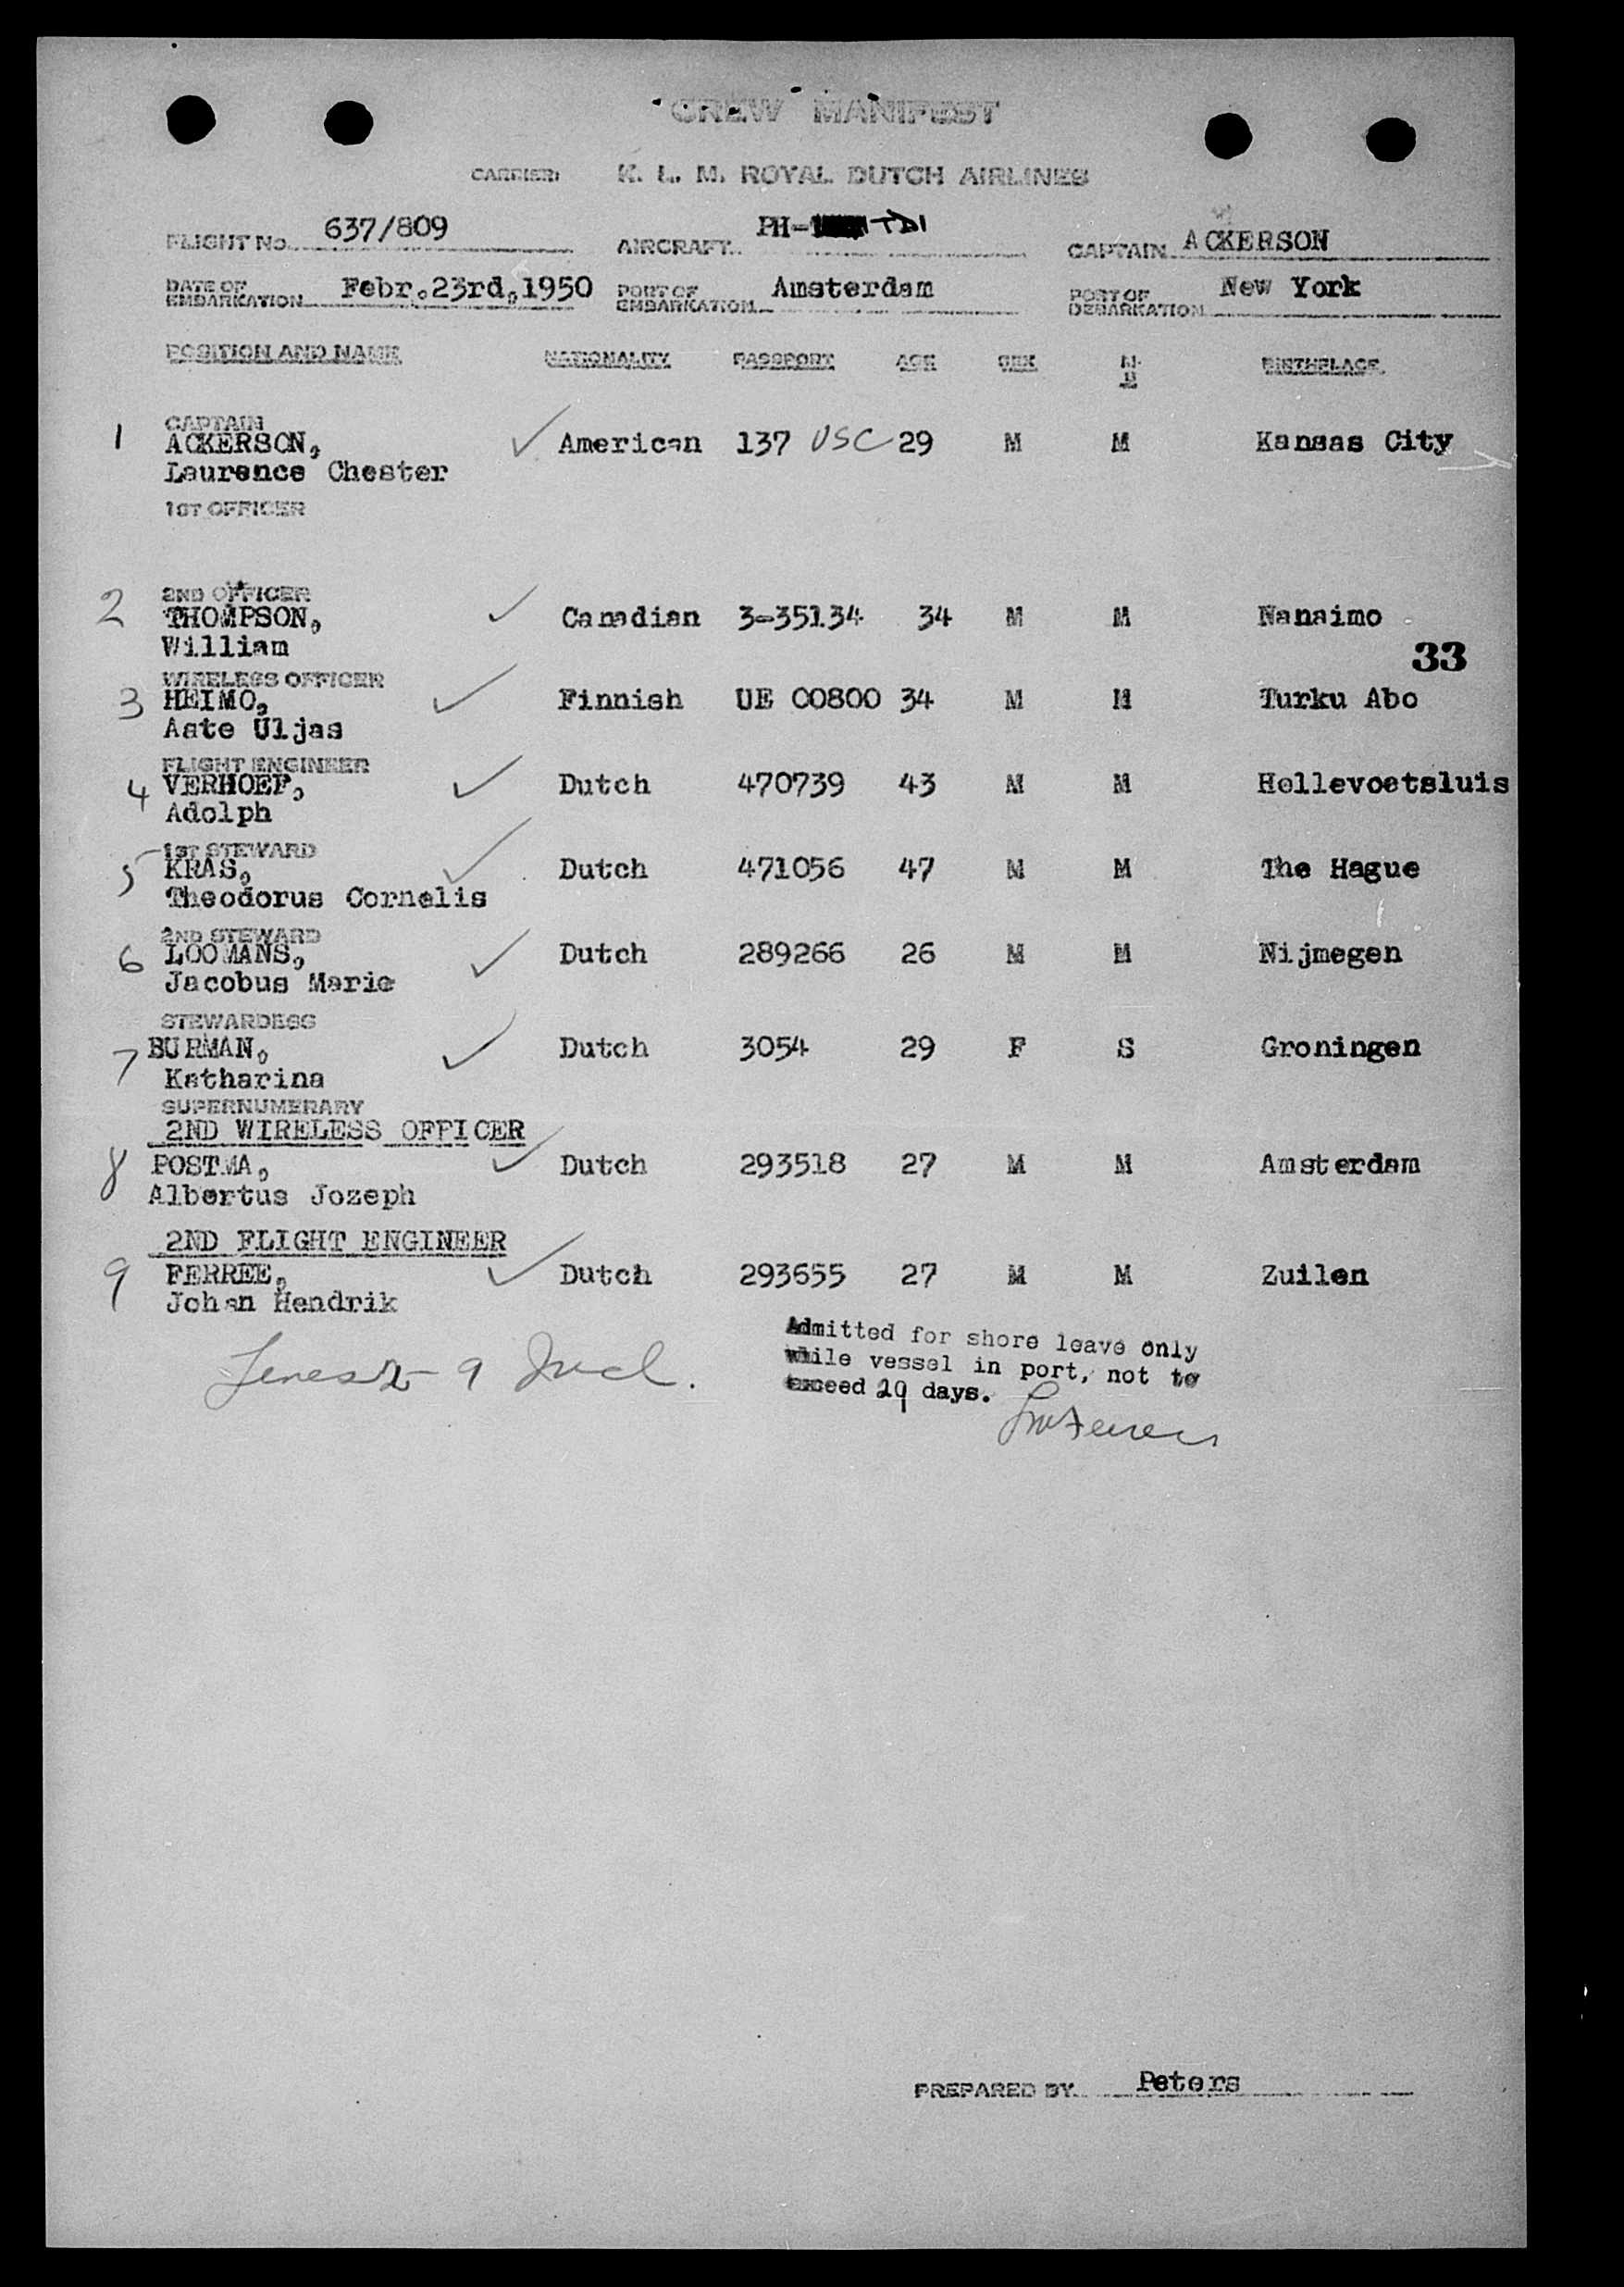 CREW MANIFEST
CARRIER: K. L. M. ROYAL DUTCH AIRLINES
FLIGHT No. 637/809 AIRCRAFT PH- TDI CAPTAIN ACKERSON
DATE OF EMBARKATION Febr.23rd,1950 PORT OF EMBARKATION Amsterdam PORT OF DEBARKATION New York
POSITION AND NAME NATIONALITY PASSPORT AGE SEX M-S BIRTHPLACE
CAPTAIN
1 ACKERSON, American 137 USC 29 M M Kansas City
Laurence Chester
1ST OFFICER
2ND OFFICER
2 THOMPSON, Canadian 3-35134 34 M M Nanaimo
William
33
WIRELESS OFFICER
3 HEIMO, Finnish UE 00800 34 M M Turku Abo
Aate Uljas
FLIGHT ENGINEER
4 VERHOEF, Dutch 470739 43 M M Hellevoetsluis
Adolph
1ST STEWARD
5 KRAS, Dutch 471056 47 M M The Hague
Theodorus Cornelis
2ND STEWARD
6 LOOMANS, Dutch 289266 26 M M Nijmegen
Jacobus Marie
STEWARDESS
7 BURMAN, Dutch 3054 29 F S Groningen
Katharina
SUPERNUMERARY
2ND WIRELESS OFFICER
8 POSTMA, Dutch 293518 27 M M Amsterdam
Albertus Jozeph
2ND FLIGHT ENGINEER
9 FERREE, Dutch 293655 27 M M Zuilen
Johan Hendrik
Lines 2-9 Incl.
Admitted for shore leave only
while vessel in port, not to
exceed 29 days.
PREPARED BY Peters